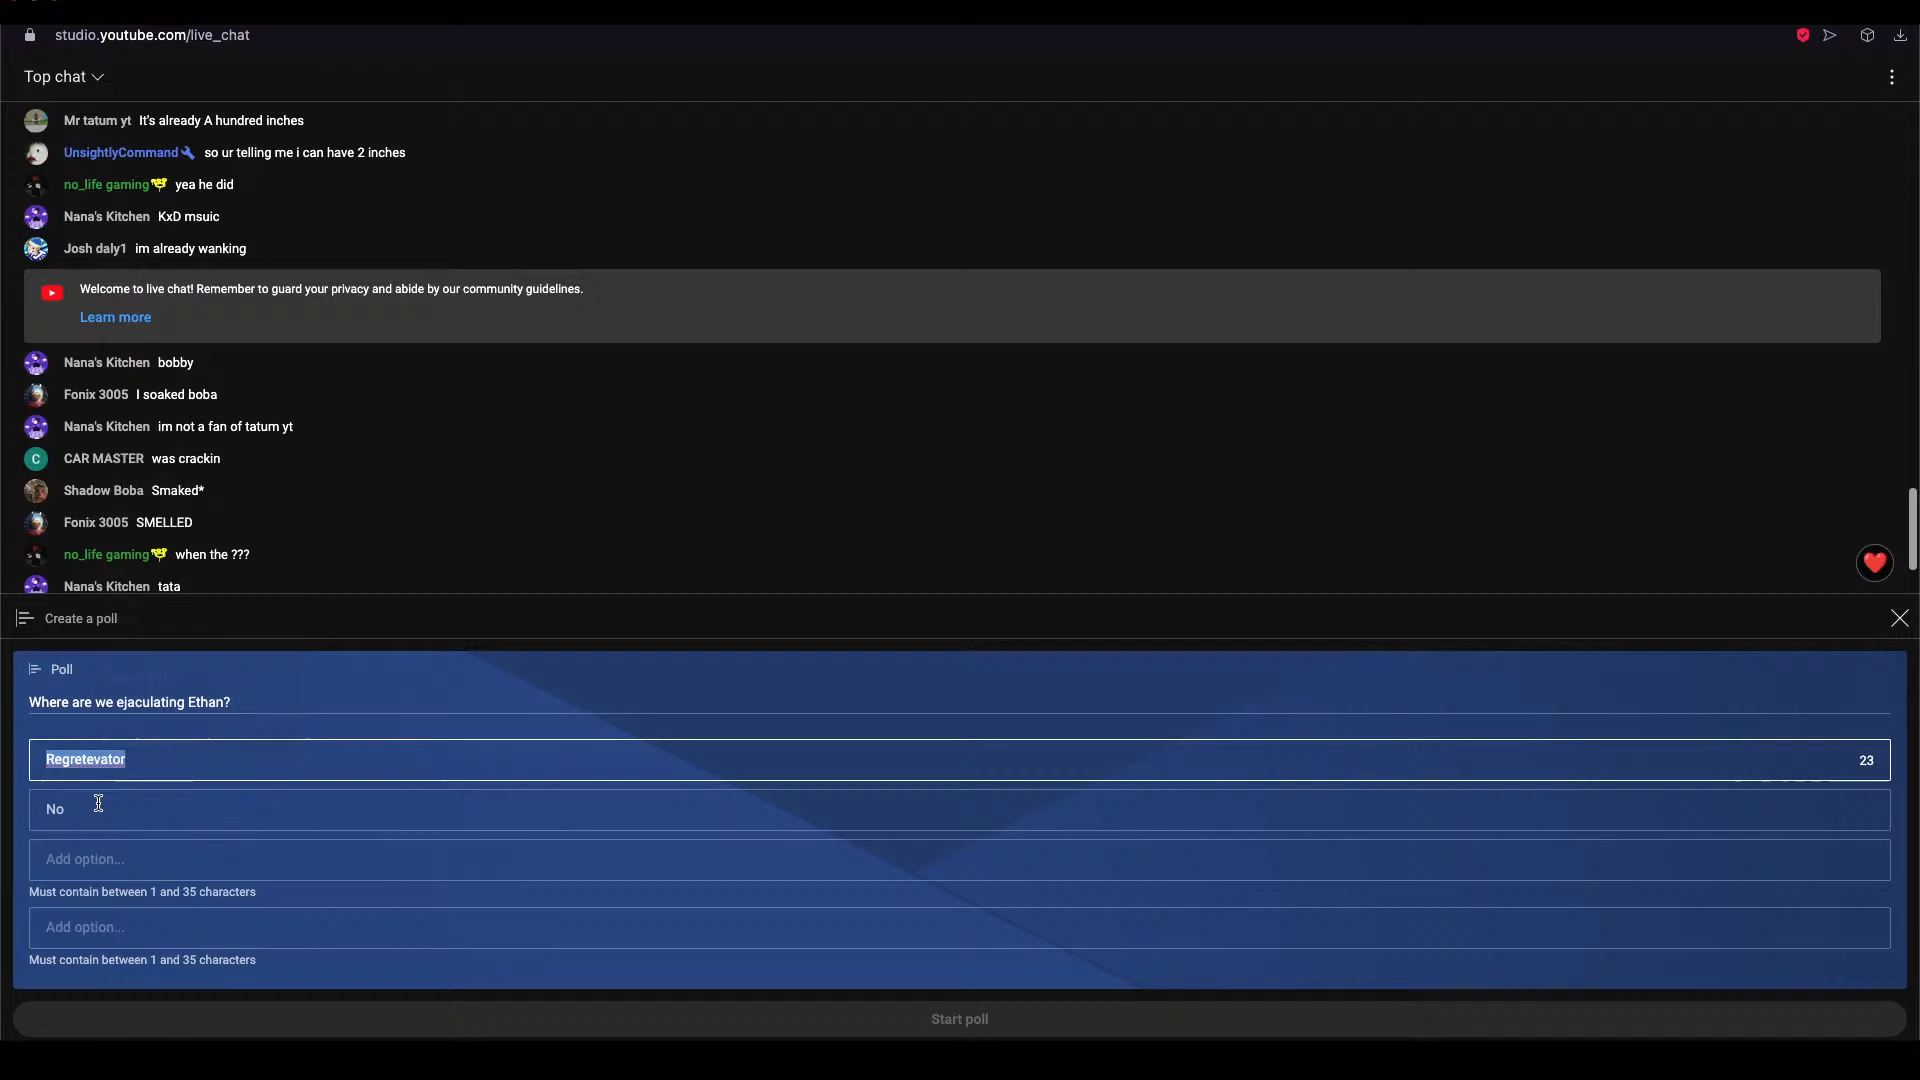 studio.youtube.com/live_chat
Top chat
Mr tatum yt It's already A hundred inches
UnsightlyCommand so ur telling me i can have 2 inches
no_life gaming yea he did
Nana's Kitchen KxD msuic
Josh daly1 im already wanking
Welcome to live chat! Remember to guard your privacy and abide by our community guidelines.
Learn more
Nana's Kitchen bobby
Fonix 3005 I soaked boba
Nana's Kitchen im not a fan of tatum yt
C CAR MASTER was crackin
Shadow Boba Smaked*
Fonix 3005 SMELLED
no_life gaming when the ???
Nana's Kitchen tata
Create a poll
Poll
Where are we ejaculating Ethan?
Regretevator 23
No
Add option...
Must contain between 1 and 35 characters
Add option...
Must contain between 1 and 35 characters
Start poll